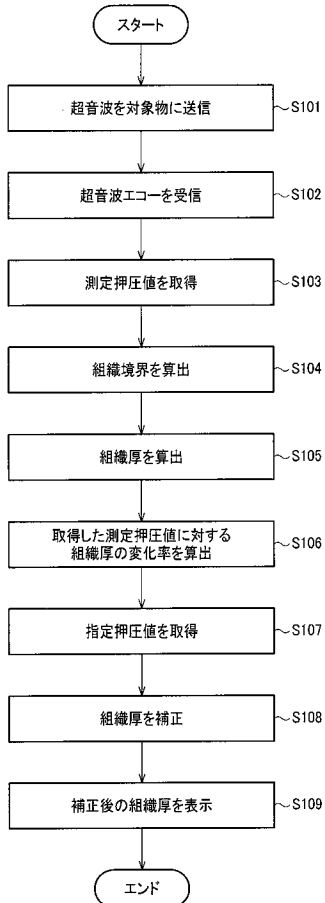 スタート
超音波を対象物に送信
S101
超音波エコーを受信
S102
測定押圧値を取得
S103
組織境界を算出
S104
組織厚を算出
S105
取得した測定押圧値に対する
組織厚の変化率を算出
S106
指定押圧値を取得
S107
組織厚を補正
S108
補正後の組織厚を表示
S109
エンド